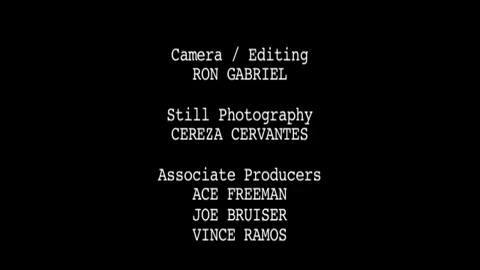 Camera / Editing
RON GABRIEL
Still Photography
CEREZA CERVANTES
Associate Producers
ACE FREEMAN
JOE BRUISER
VINCE RAMOS